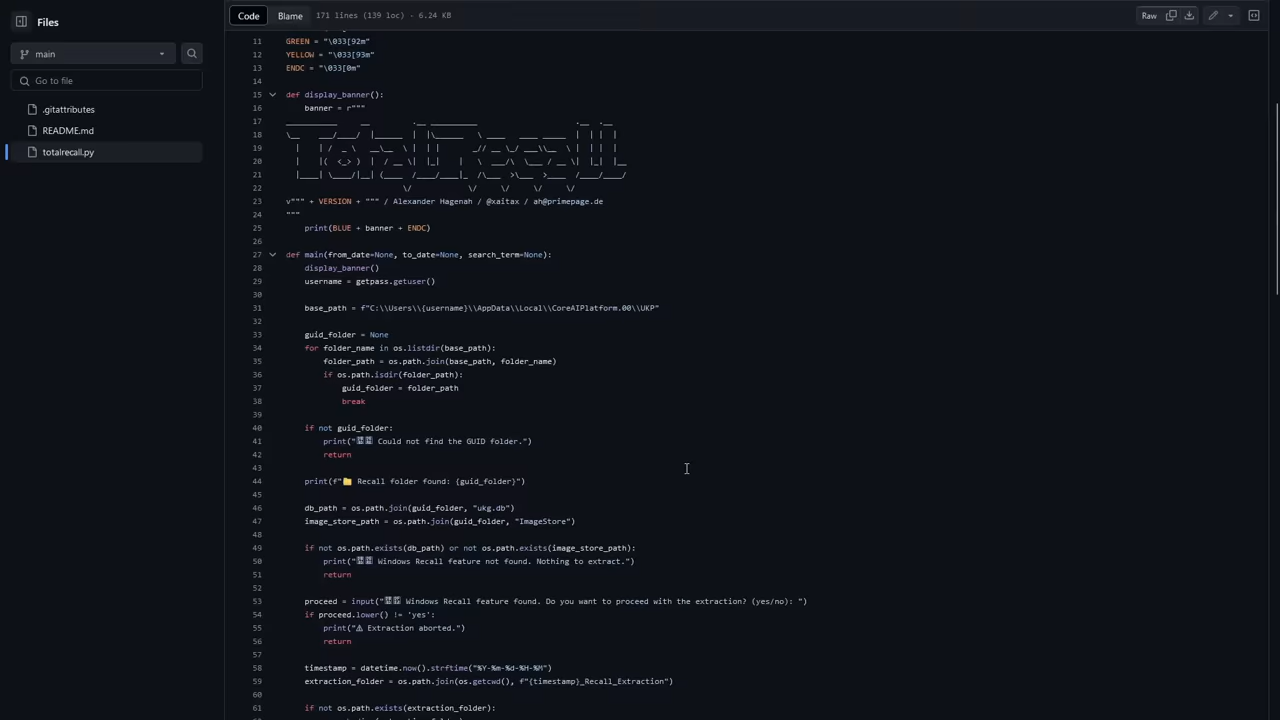 Files
main
Go to file
.gitattributes
README.md
totalrecall.py
Code Blame 171 lines (139 loc) · 6.24 KB Raw
11 GREEN = "\033[92m"
12 YELLOW = "\033[93m"
13 ENDC = "\033[0m"
14
15 def display_banner():
16 banner = r"""
17
18
19
20
21
22
23 v""" + VERSION + """ / Alexander Hagenah / @xaitax / ah@primepage.de
24 """
25 print(BLUE + banner + ENDC)
26
27 def main(from_date=None, to_date=None, search_term=None):
28 display_banner()
29 username = getpass.getuser()
30
31 base_path = f"C:\\Users\\{username}\\AppData\\Local\\CoreAIPlatform.00\\UKP"
32
33 guid_folder = None
34 for folder_name in os.listdir(base_path):
35 folder_path = os.path.join(base_path, folder_name)
36 if os.path.isdir(folder_path):
37 guid_folder = folder_path
38 break
39
40 if not guid_folder:
41 print(" Could not find the GUID folder.")
42 return
43
44 print(f"📁 Recall folder found: {guid_folder}")
45
46 db_path = os.path.join(guid_folder, "ukg.db")
47 image_store_path = os.path.join(guid_folder, "ImageStore")
48
49 if not os.path.exists(db_path) or not os.path.exists(image_store_path):
50 print(" Windows Recall feature not found. Nothing to extract.")
51 return
52
53 proceed = input(" Windows Recall feature found. Do you want to proceed with the extraction? (yes/no): ")
54 if proceed.lower() != 'yes':
55 print("⚠ Extraction aborted.")
56 return
57
58 timestamp = datetime.now().strftime("%Y-%m-%d-%H-%M")
59 extraction_folder = os.path.join(os.getcwd(), f"{timestamp}_Recall_Extraction")
60
61 if not os.path.exists(extraction_folder):